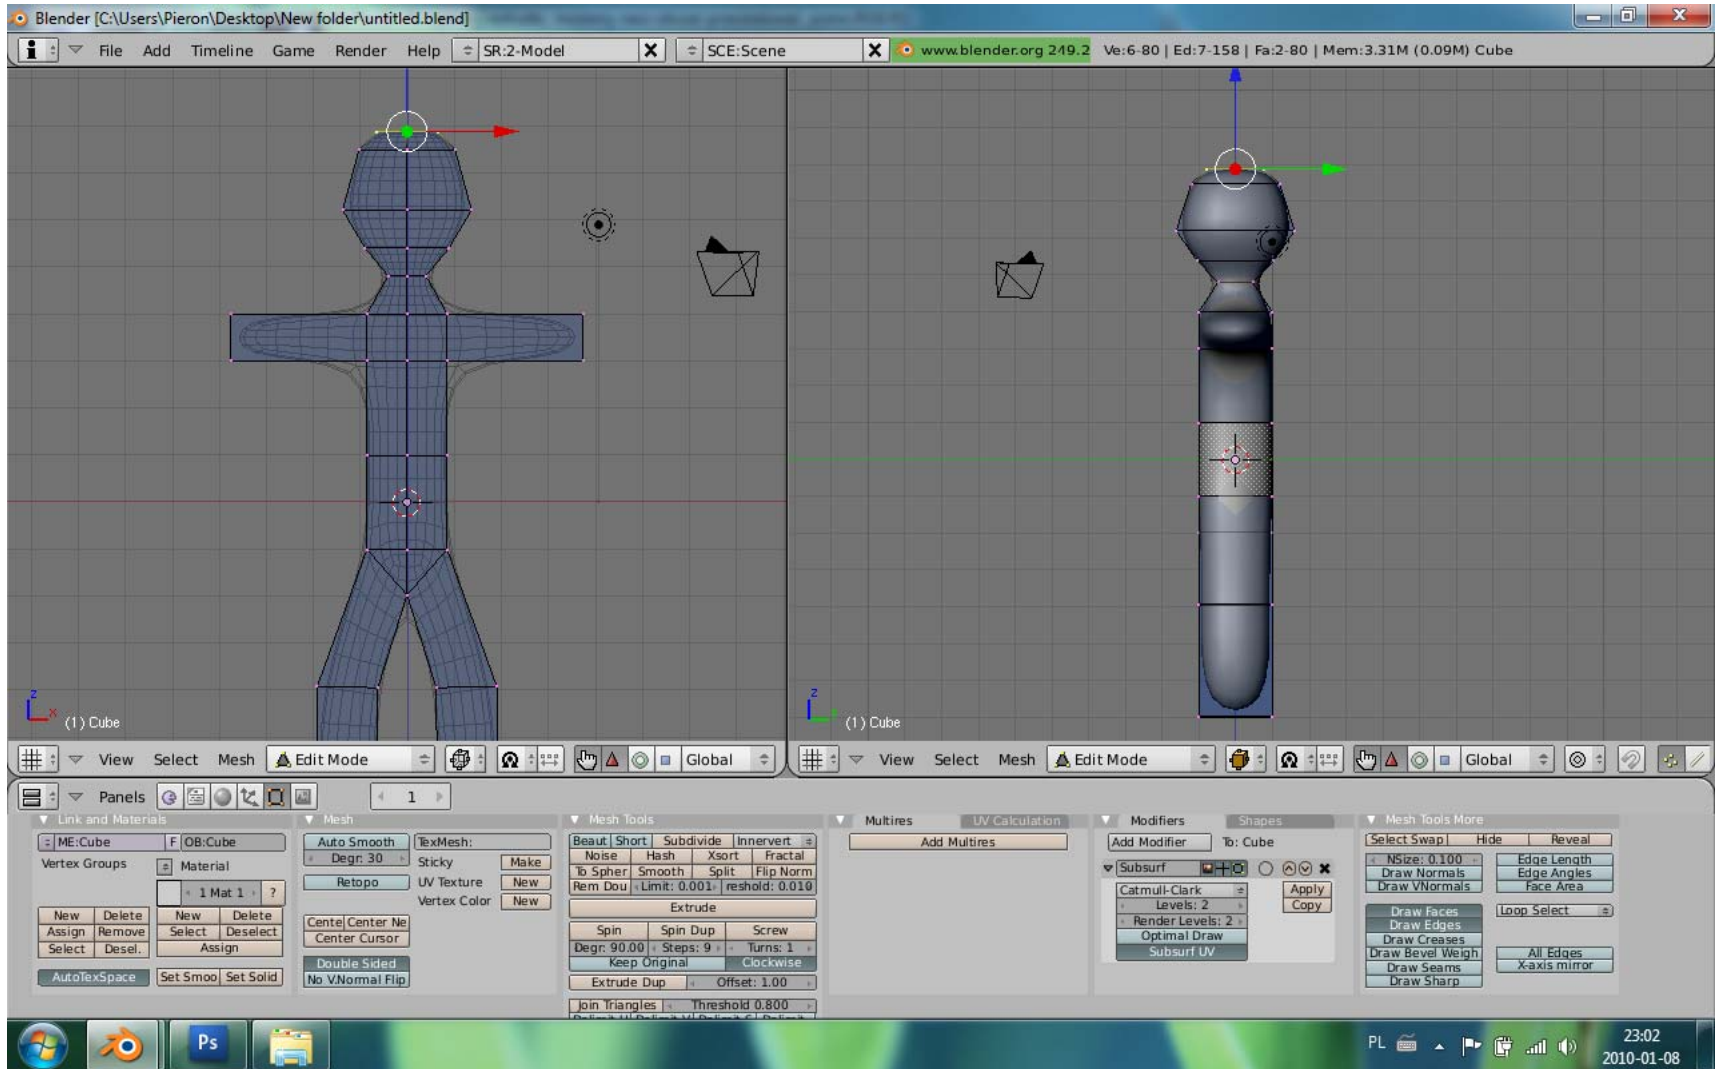 Blender [C:\Users\Pieron\Desktop\New folder\untitled.blend]
File Add Timeline Game Render Help SR:2-Model SCE:Scene www.blender.org 249.2 Ve:6-80 | Ed:7-158 | Fa:2-80 | Mem:3.31M (0.09M) Cube
z x (1) Cube
z y (1) Cube
View Select Mesh Edit Mode Global
View Select Mesh Edit Mode Global
Panels 1
Link and Materials
ME:Cube F OB:Cube
Vertex Groups Material
1 Mat 1 ?
New Delete New Delete
Assign Remove Select Deselect
Select Desel. Assign
AutoTexSpace Set Smoo Set Solid
Mesh
Auto Smooth TexMesh:
Degr: 30 Sticky Make
Retopo UV Texture New
Vertex Color New
Cente Center Ne
Center Cursor
Double Sided
No V.Normal Flip
Mesh Tools
Beaut Short Subdivide Innervert
Noise Hash Xsort Fractal
To Spher Smooth Split Flip Norm
Rem Dou Limit: 0.001 reshold: 0.010
Extrude
Spin Spin Dup Screw
Degr: 90.00 Steps: 9 Turns: 1
Keep Original Clockwise
Extrude Dup Offset: 1.00
Join Triangles Threshold 0.800
Multires UV Calculation
Add Multires
Modifiers Shapes
Add Modifier To: Cube
Subsurf
Catmull-Clark Apply
Levels: 2 Copy
Render Levels: 2
Optimal Draw
Subsurf UV
Mesh Tools More
Select Swap Hide Reveal
NSize: 0.100 Edge Length
Draw Normals Edge Angles
Draw VNormals Face Area
Draw Faces Loop Select
Draw Edges
Draw Creases
Draw Bevel Weigh All Edges
Draw Seams X-axis mirror
Draw Sharp
Ps
PL
23:02
2010-01-08